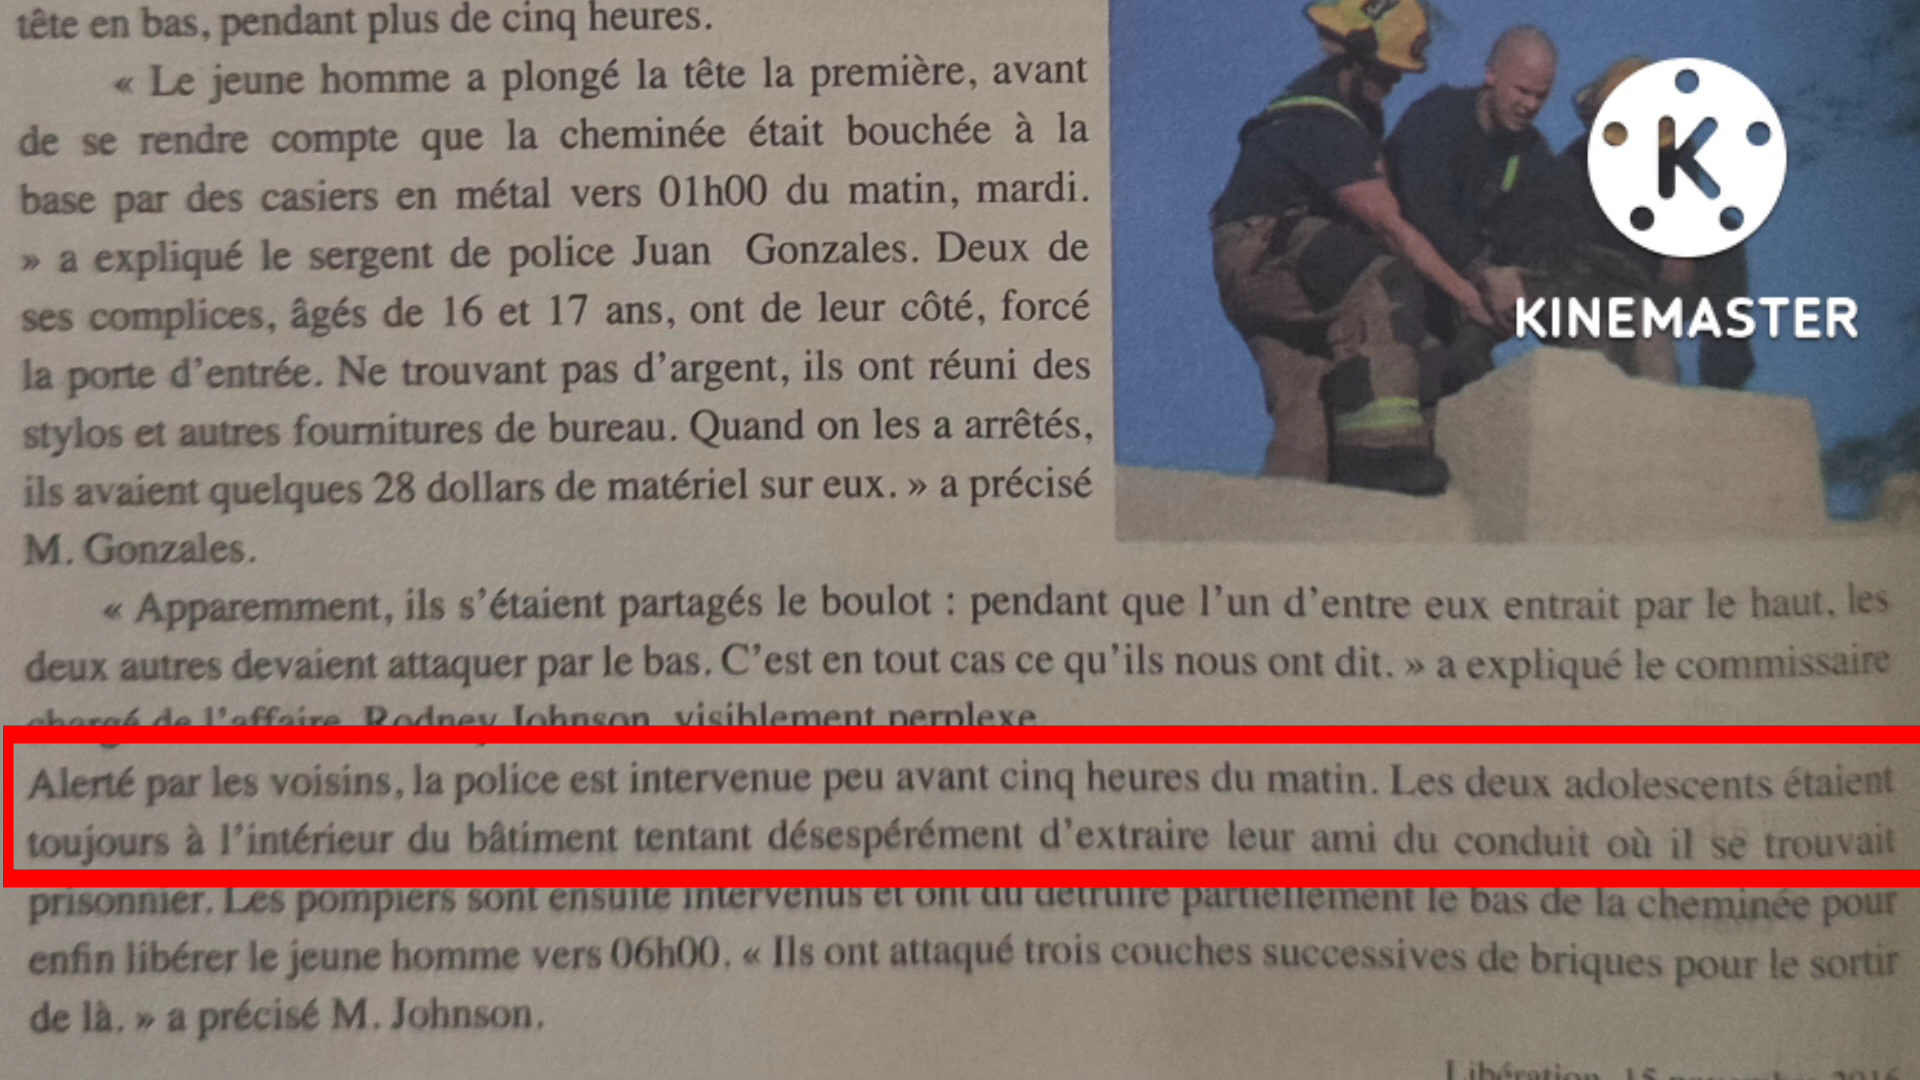 tête en bas, pendant plus de cinq heures.
« Le jeune homme a plongé la tête la première, avant
de se rendre compte que la cheminée était bouchée à la
base par des casiers en métal vers 01h00 du matin, mardi.
» a expliqué le sergent de police Juan Gonzales. Deux de
ses complices, âgés de 16 et 17 ans, ont de leur côté, forcé
la porte d'entrée. Ne trouvant pas d'argent, ils ont réuni des
stylos et autres fournitures de bureau. Quand on les a arrêtés,
ils avaient quelques 28 dollars de matériel sur eux. » a précisé
M. Gonzales.
KINEMASTER
« Apparemment, ils s'étaient partagés le boulot : pendant que l'un d'entre eux entrait par le haut, les
deux autres devaient attaquer par le bas. C'est en tout cas ce qu'ils nous ont dit. » a expliqué le commissaire
chargé de l'affaire, Rodney Johnson, visiblement perplexe.
Alerté par les voisins, la police est intervenue peu avant cinq heures du matin. Les deux adolescents étaient
toujours à l'intérieur du bâtiment tentant désespérément d'extraire leur ami du conduit où il se trouvait
prisonnier. Les pompiers sont ensuite intervenus et ont dû détruire partiellement le bas de la cheminée pour
enfin libérer le jeune homme vers 06h00. « Ils ont attaqué trois couches successives de briques pour le sortir
de là. » a précisé M. Johnson.
Libération, 15 novembre 2016